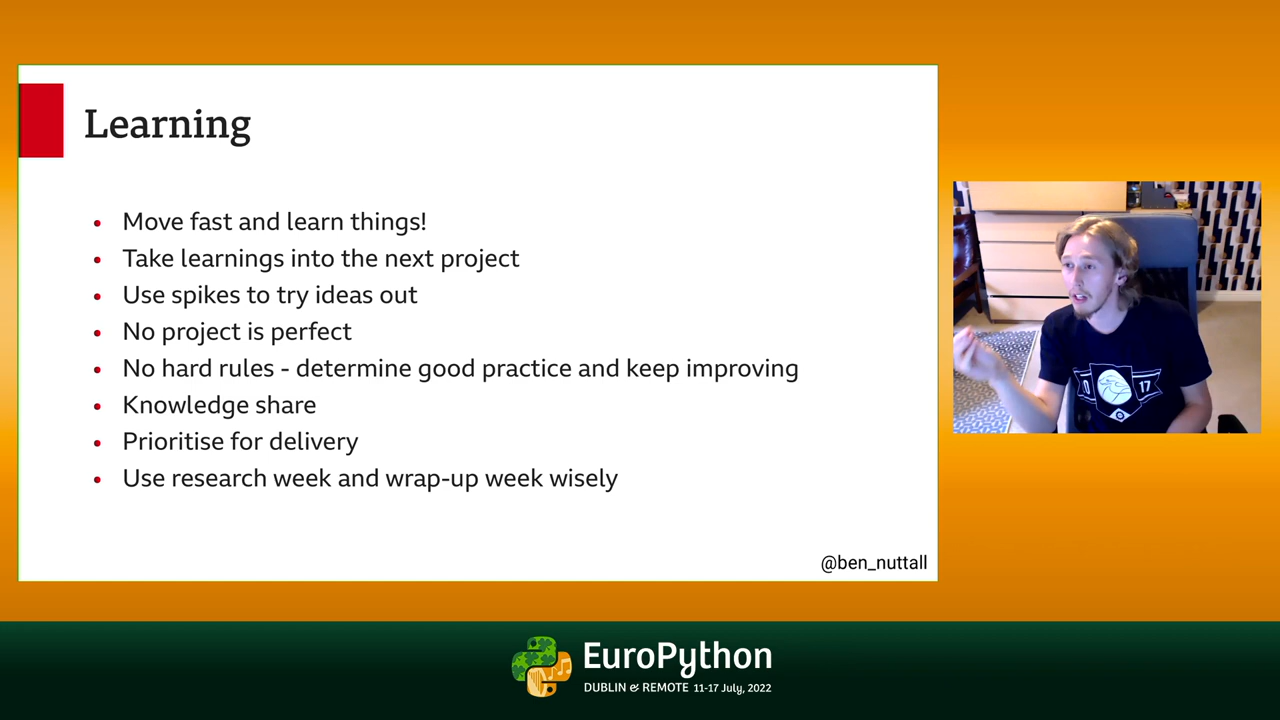 Learning
• Move fast and learn things!
• Take learnings into the next project
• Use spikes to try ideas out
• No project is perfect
• No hard rules - determine good practice and keep improving
• Knowledge share
• Prioritise for delivery
• Use research week and wrap-up week wisely
@ben_nuttall
17
EuroPython
DUBLIN & REMOTE 11-17 July, 2022